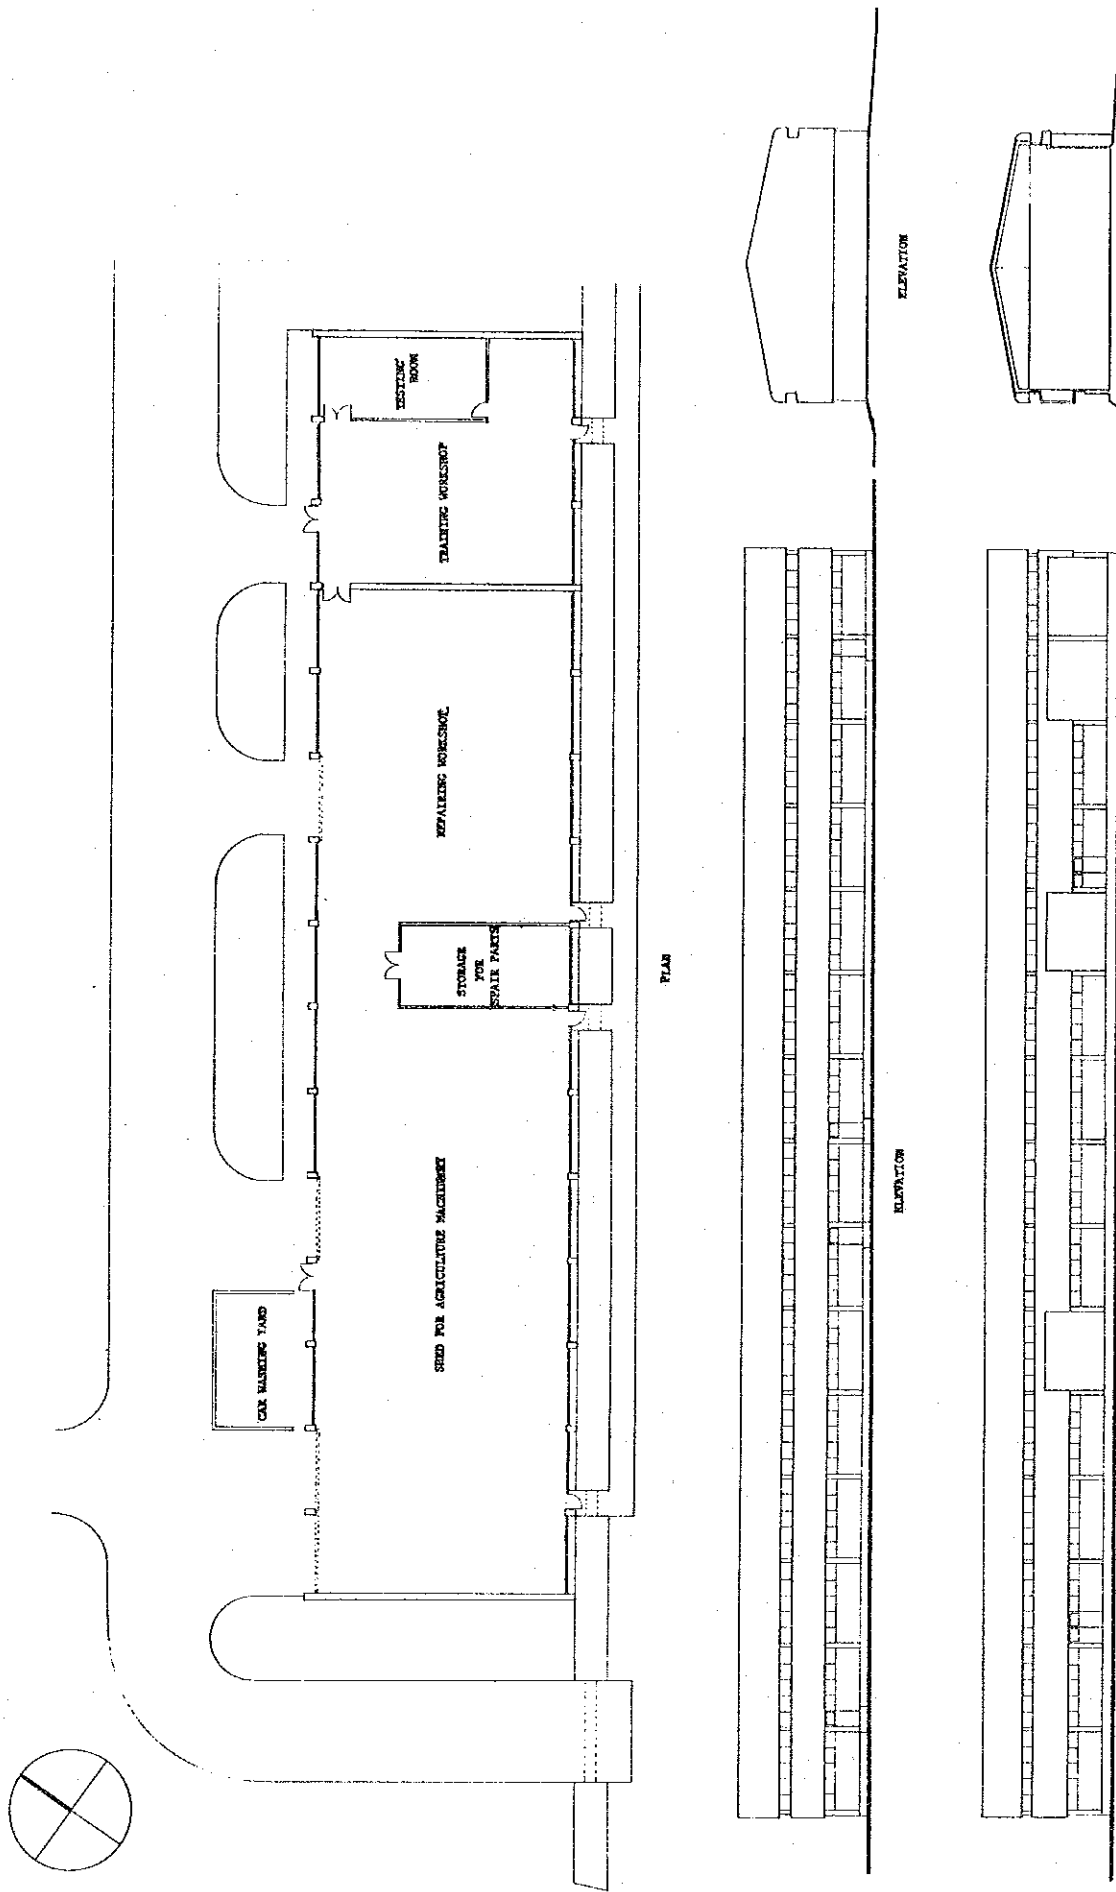 CAR WASHING YARD
SHED FOR AGRICULTURE MACHINERY
STORAGE
FOR
SPAIR PARTS
REPAIRING WORKSHOP
TRAINING WORKSHOP
TESTING
ROOM
PLAN
ELEVATION
ELEVATION